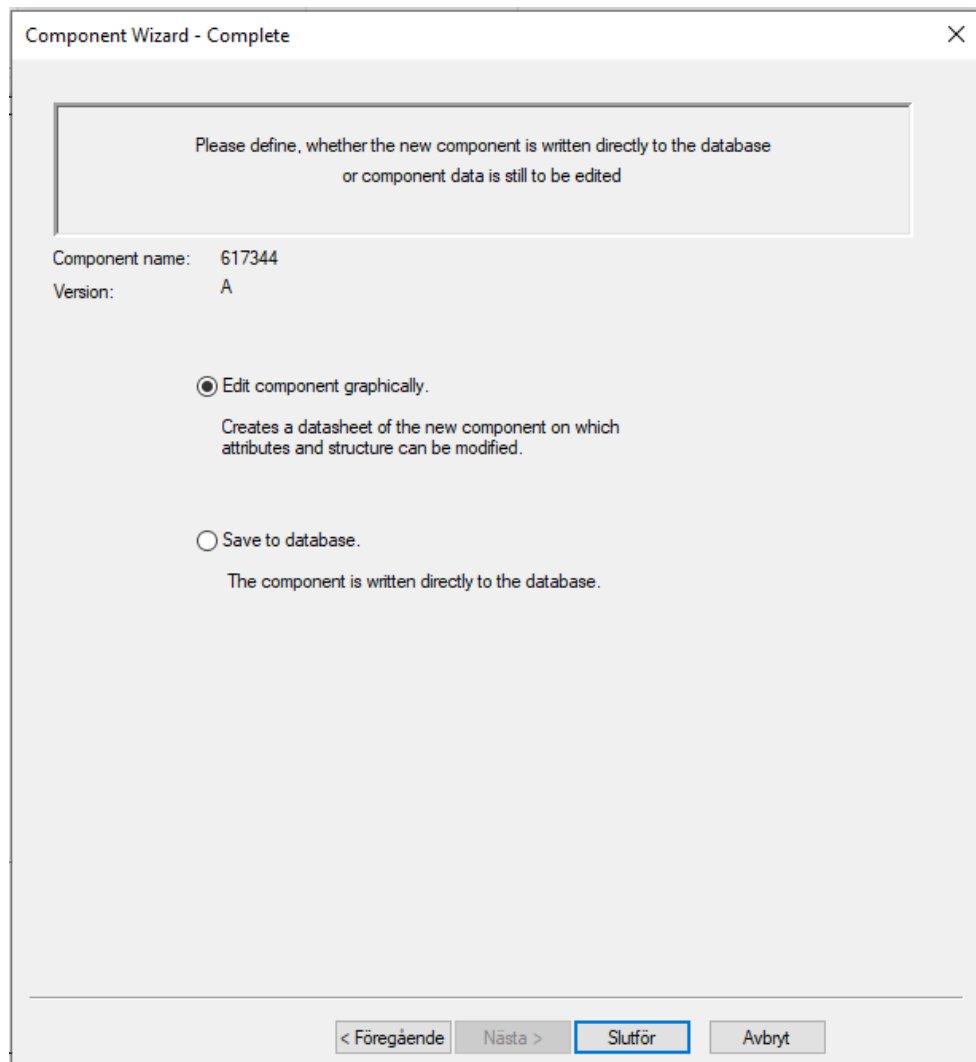 Component Wizard - Complete
Please define, whether the new component is written directly to the database
or component data is still to be edited
Component name: 617344
Version: A
Edit component graphically.
Creates a datasheet of the new component on which
attributes and structure can be modified.
Save to database.
The component is written directly to the database.
< Föregående Nästa > Slutför Avbryt